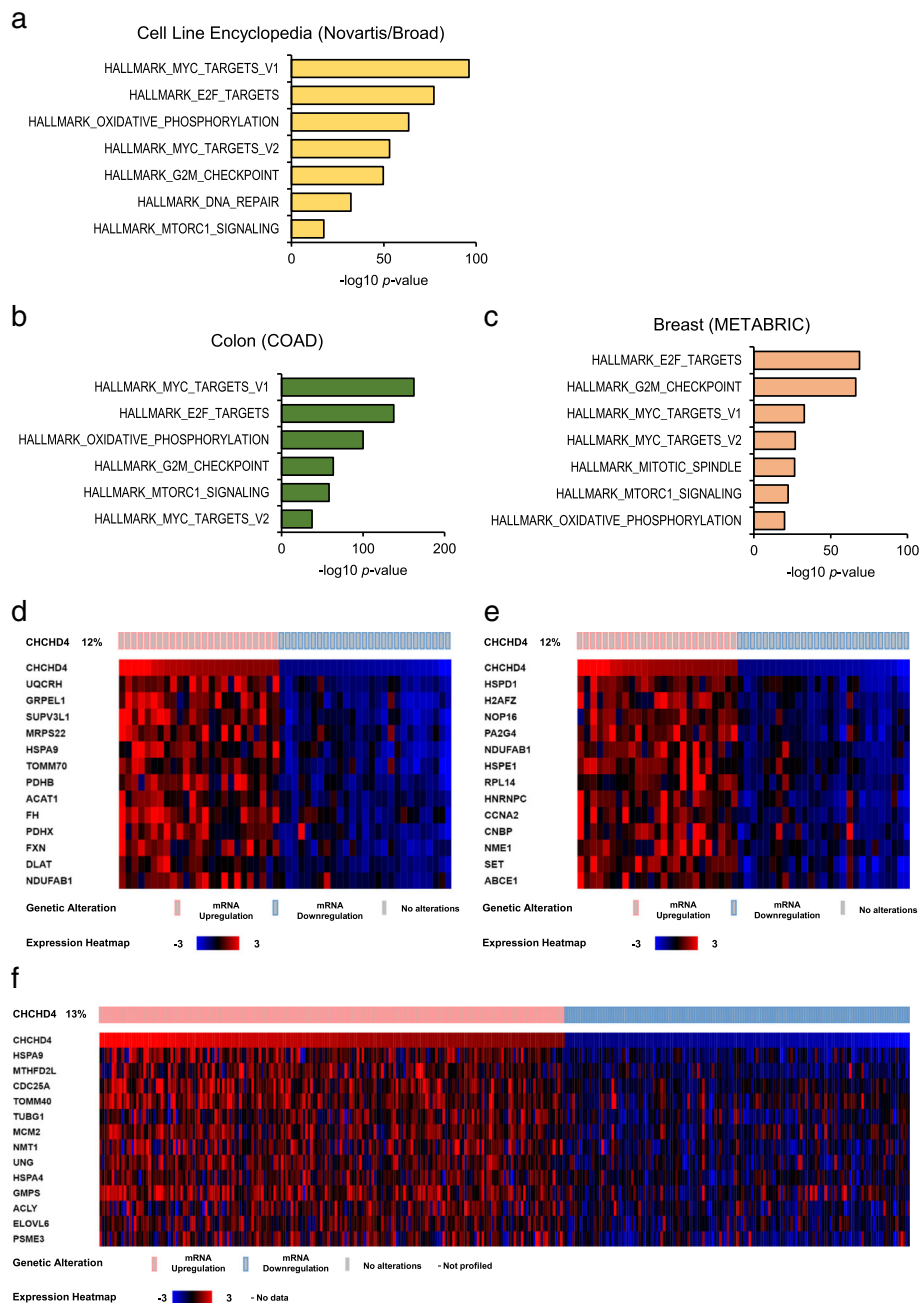 a
Cell Line Encyclopedia (Novartis/Broad)
HALLMARK_MYC_TARGETS_V1
HALLMARK_E2F_TARGETS
HALLMARK_OXIDATIVE_PHOSPHORYLATION
HALLMARK_MYC_TARGETS_V2
HALLMARK_G2M_CHECKPOINT
HALLMARK_DNA_REPAIR
HALLMARK_MTORC1_SIGNALING
0 50 100
-log10 p-value
b
Colon (COAD)
HALLMARK_MYC_TARGETS_V1
HALLMARK_E2F_TARGETS
HALLMARK_OXIDATIVE_PHOSPHORYLATION
HALLMARK_G2M_CHECKPOINT
HALLMARK_MTORC1_SIGNALING
HALLMARK_MYC_TARGETS_V2
0 100 200
-log10 p-value
c
Breast (METABRIC)
HALLMARK_E2F_TARGETS
HALLMARK_G2M_CHECKPOINT
HALLMARK_MYC_TARGETS_V1
HALLMARK_MYC_TARGETS_V2
HALLMARK_MITOTIC_SPINDLE
HALLMARK_MTORC1_SIGNALING
HALLMARK_OXIDATIVE_PHOSPHORYLATION
0 50 100
-log10 p-value
d
CHCHD4 12%
CHCHD4
UQCRH
GRPEL1
SUPV3L1
MRPS22
HSPA9
TOMM70
PDHB
ACAT1
FH
PDHX
FXN
DLAT
NDUFAB1
Genetic Alteration mRNA Upregulation mRNA Downregulation No alterations
Expression Heatmap -3 3
e
CHCHD4 12%
CHCHD4
HSPD1
H2AFZ
NOP16
PA2G4
NDUFAB1
HSPE1
RPL14
HNRNPC
CCNA2
CNBP
NME1
SET
ABCE1
Genetic Alteration mRNA Upregulation mRNA Downregulation No alterations
Expression Heatmap -3 3
f
CHCHD4 13%
CHCHD4
HSPA9
MTHFD2L
CDC25A
TOMM40
TUBG1
MCM2
NMT1
UNG
HSPA4
GMPS
ACLY
ELOVL6
PSME3
Genetic Alteration mRNA Upregulation mRNA Downregulation No alterations - Not profiled
Expression Heatmap -3 3 - No data